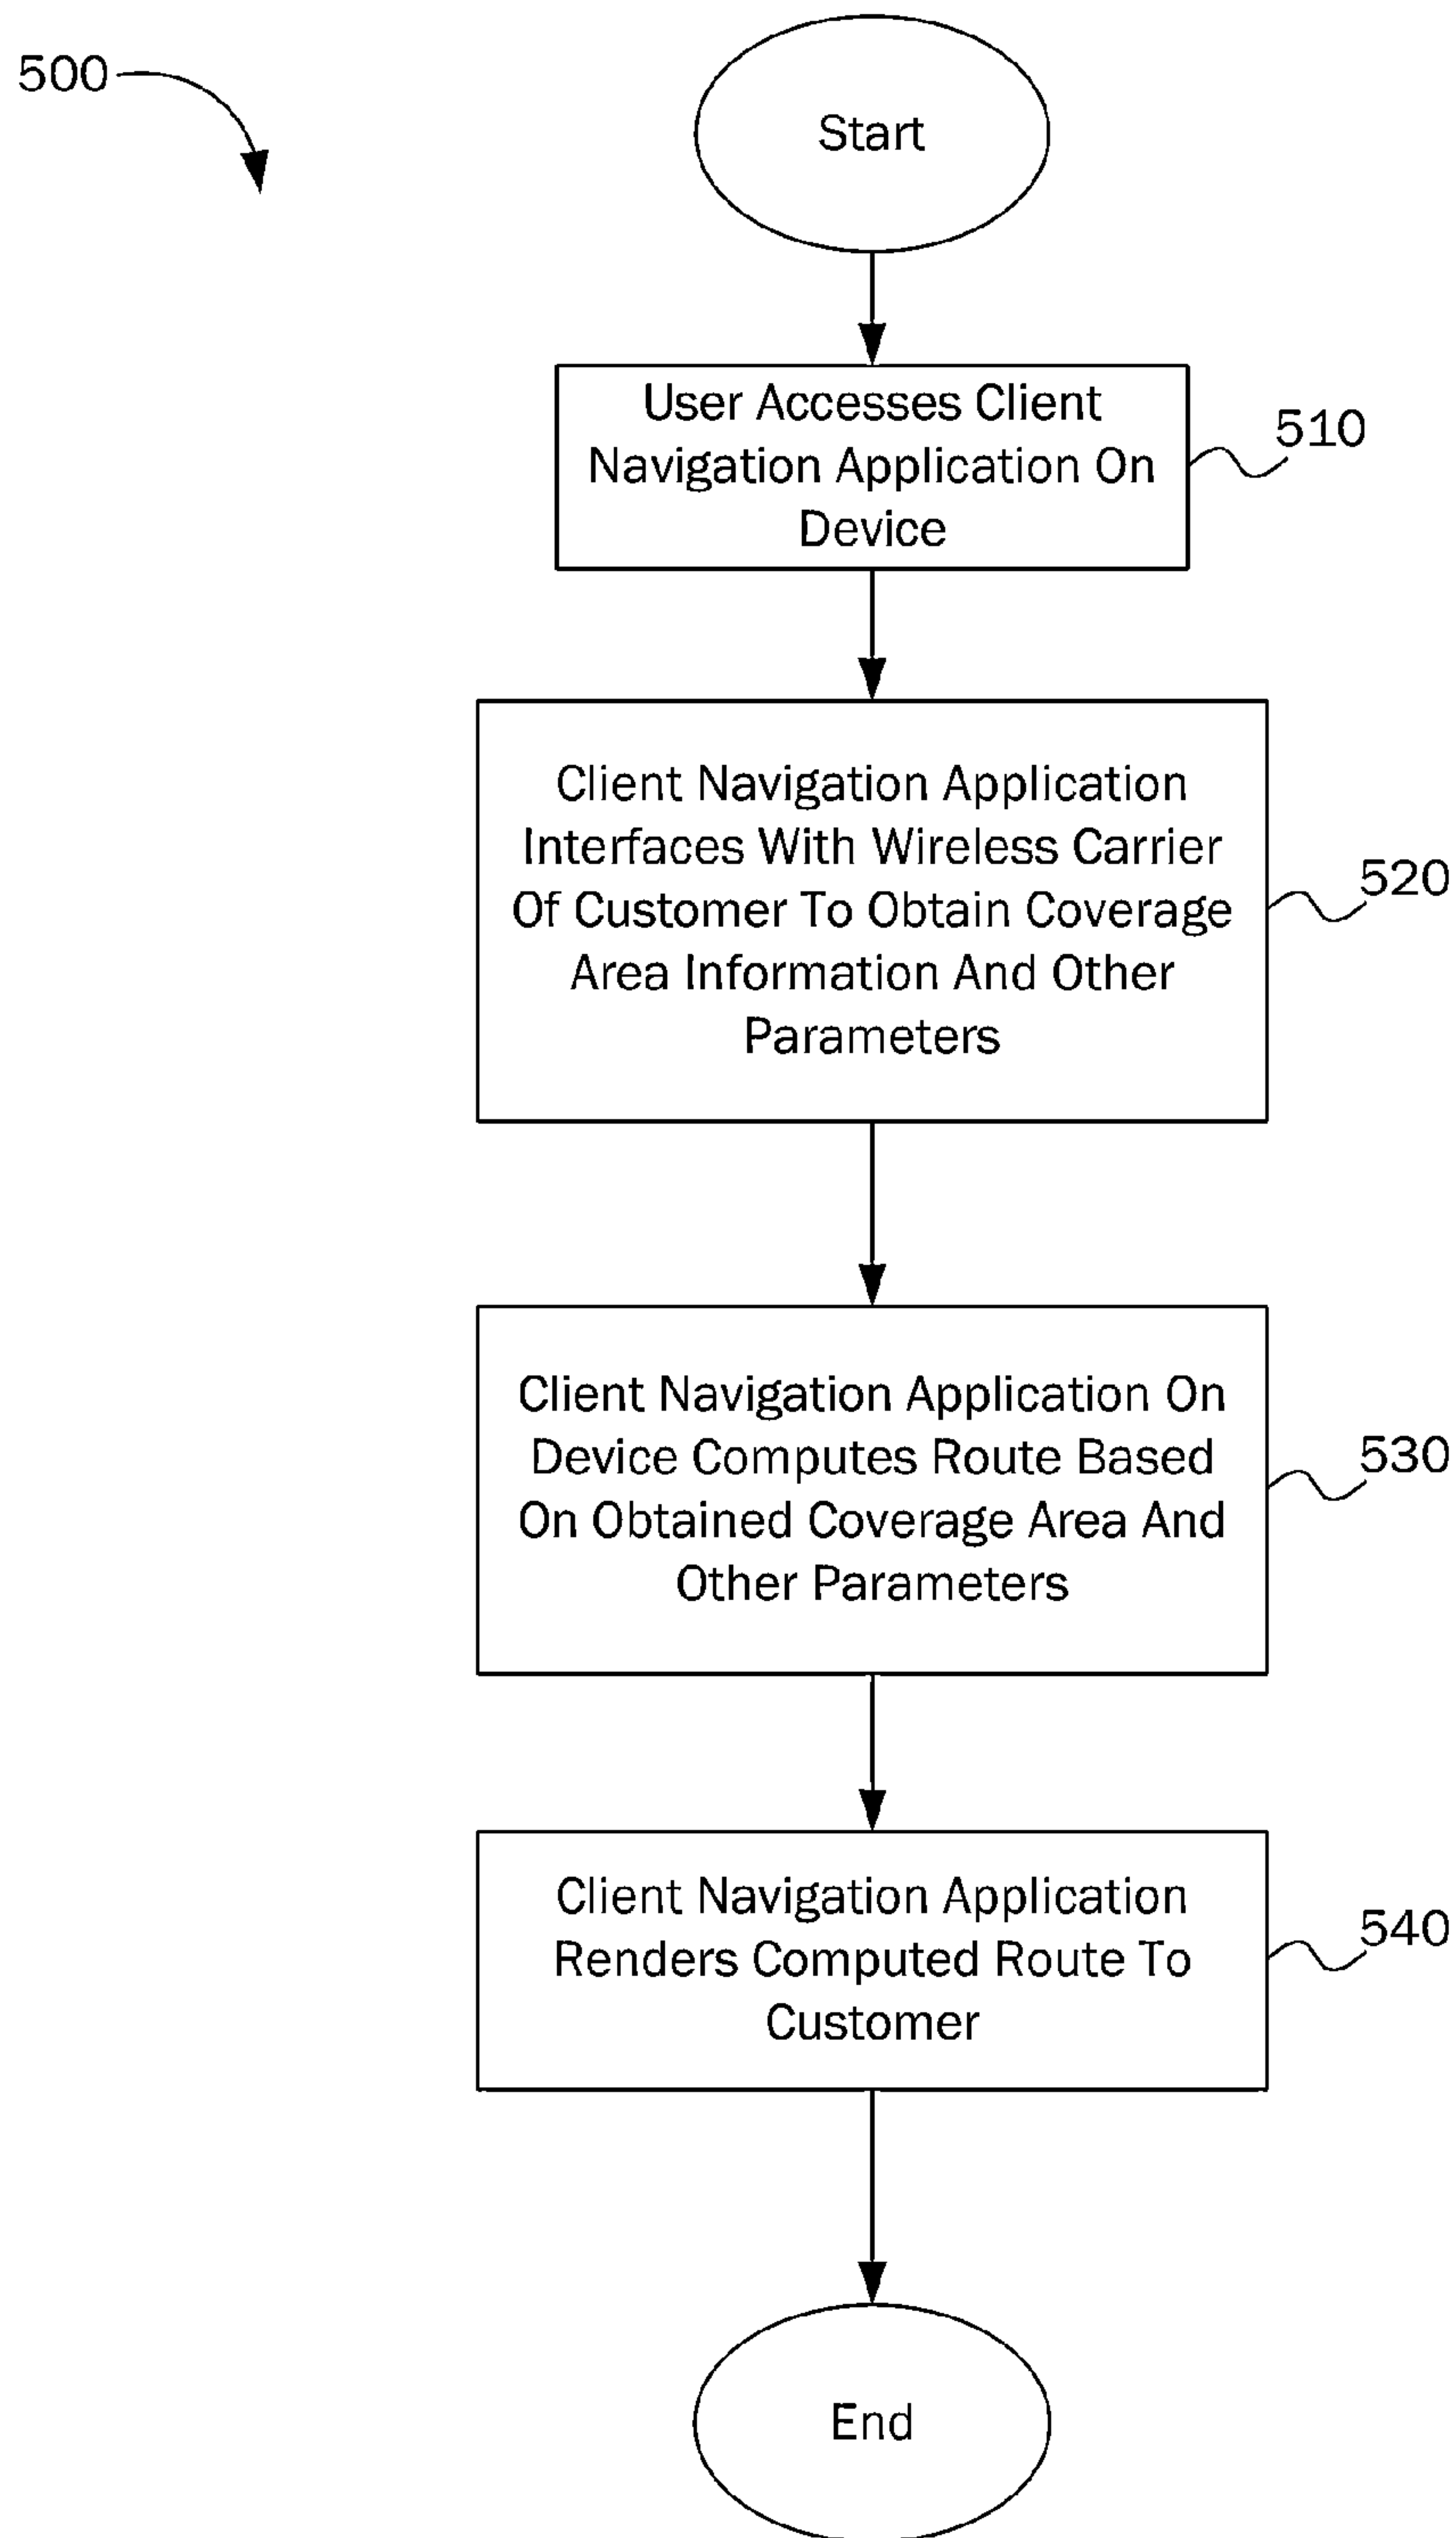 500
Start
User Accesses Client
Navigation Application On
Device
510
Client Navigation Application
Interfaces With Wireless Carrier
Of Customer To Obtain Coverage
Area Information And Other
Parameters
520
Client Navigation Application On
Device Computes Route Based
On Obtained Coverage Area And
Other Parameters
530
Client Navigation Application
Renders Computed Route To
Customer
540
End